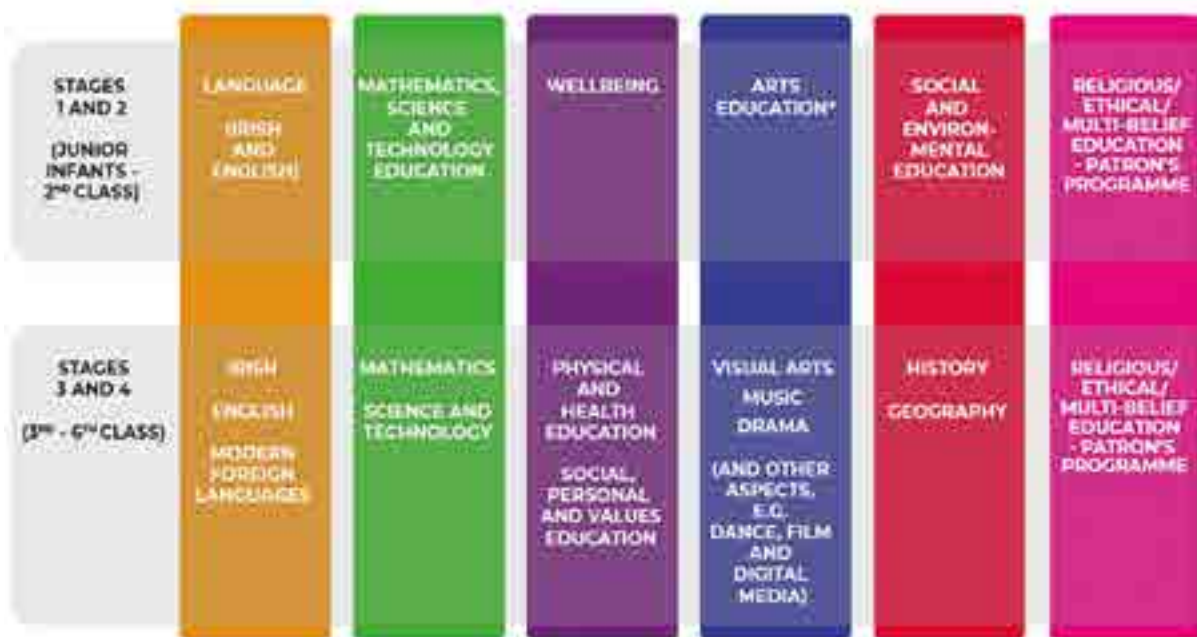 STAGES
1 AND 2
(JUNIOR
INFANTS -
2ND CLASS)
LANGUAGE
(IRISH
AND
ENGLISH)
MATHEMATICS,
SCIENCE
AND
TECHNOLOGY
EDUCATION
WELLBEING
ARTS
EDUCATION*
SOCIAL
AND
ENVIRON-
MENTAL
EDUCATION
RELIGIOUS/
ETHICAL/
MULTI-BELIEF
EDUCATION
- PATRON'S
PROGRAMME
STAGES
3 AND 4
(3RD - 6TH CLASS)
IRISH
ENGLISH
MODERN
FOREIGN
LANGUAGES
MATHEMATICS
SCIENCE AND
TECHNOLOGY
PHYSICAL
AND
HEALTH
EDUCATION
SOCIAL,
PERSONAL
AND VALUES
EDUCATION
VISUAL ARTS
MUSIC
DRAMA
(AND OTHER
ASPECTS,
E.G.
DANCE, FILM
AND
DIGITAL
MEDIA)
HISTORY
GEOGRAPHY
RELIGIOUS/
ETHICAL/
MULTI-BELIEF
EDUCATION
- PATRON'S
PROGRAMME